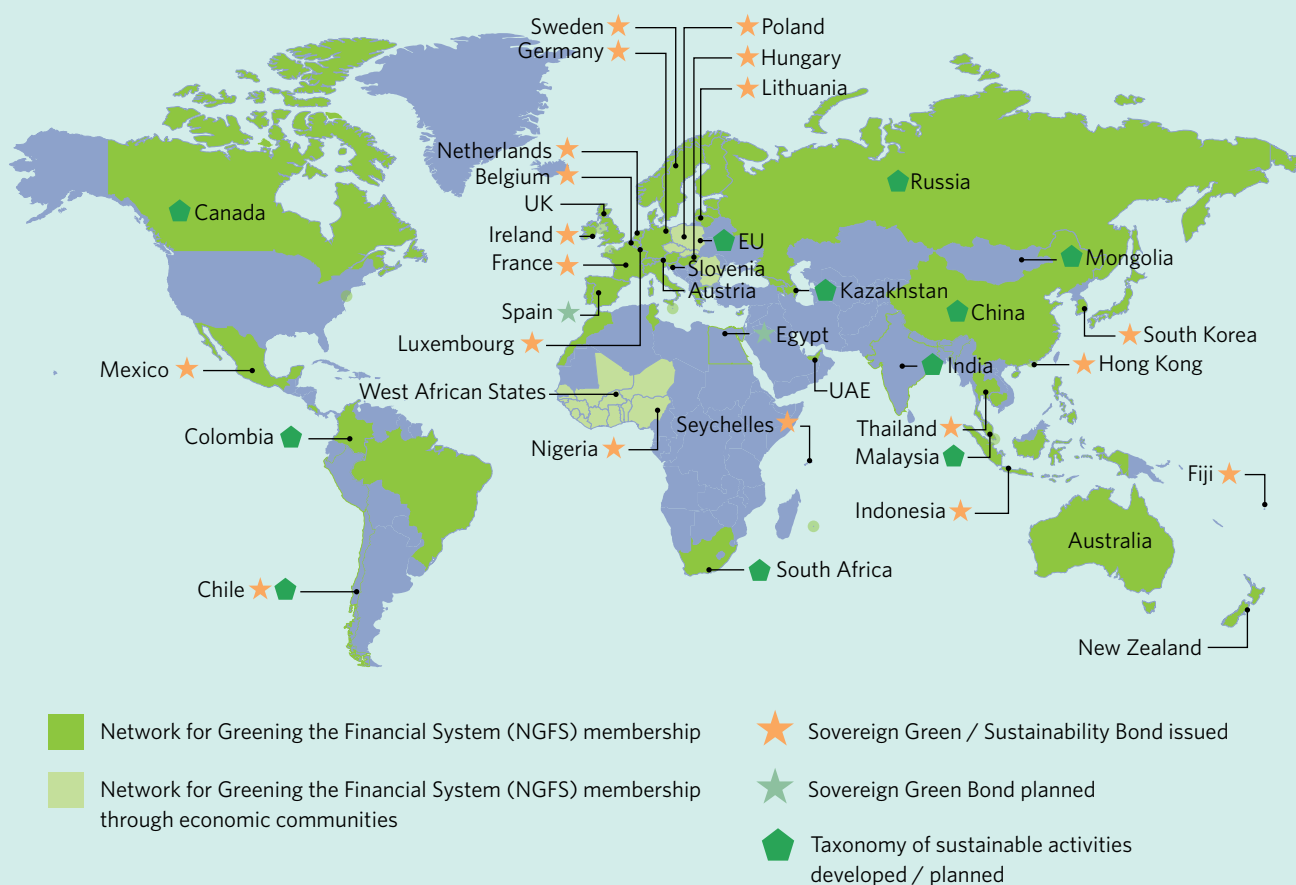 Sweden
Germany
Poland
Hungary
Lithuania
Netherlands
Belgium
UK
Ireland
France
Spain
Luxembourg
EU
Slovenia
Austria
Canada
Russia
Mongolia
Kazakhstan
China
South Korea
Hong Kong
Egypt
India
UAE
Mexico
West African States
Colombia
Nigeria
Seychelles
Thailand
Malaysia
Indonesia
Fiji
Australia
Chile
South Africa
New Zealand
Network for Greening the Financial System (NGFS) membership
Network for Greening the Financial System (NGFS) membership
through economic communities
Sovereign Green / Sustainability Bond issued
Sovereign Green Bond planned
Taxonomy of sustainable activities
developed / planned